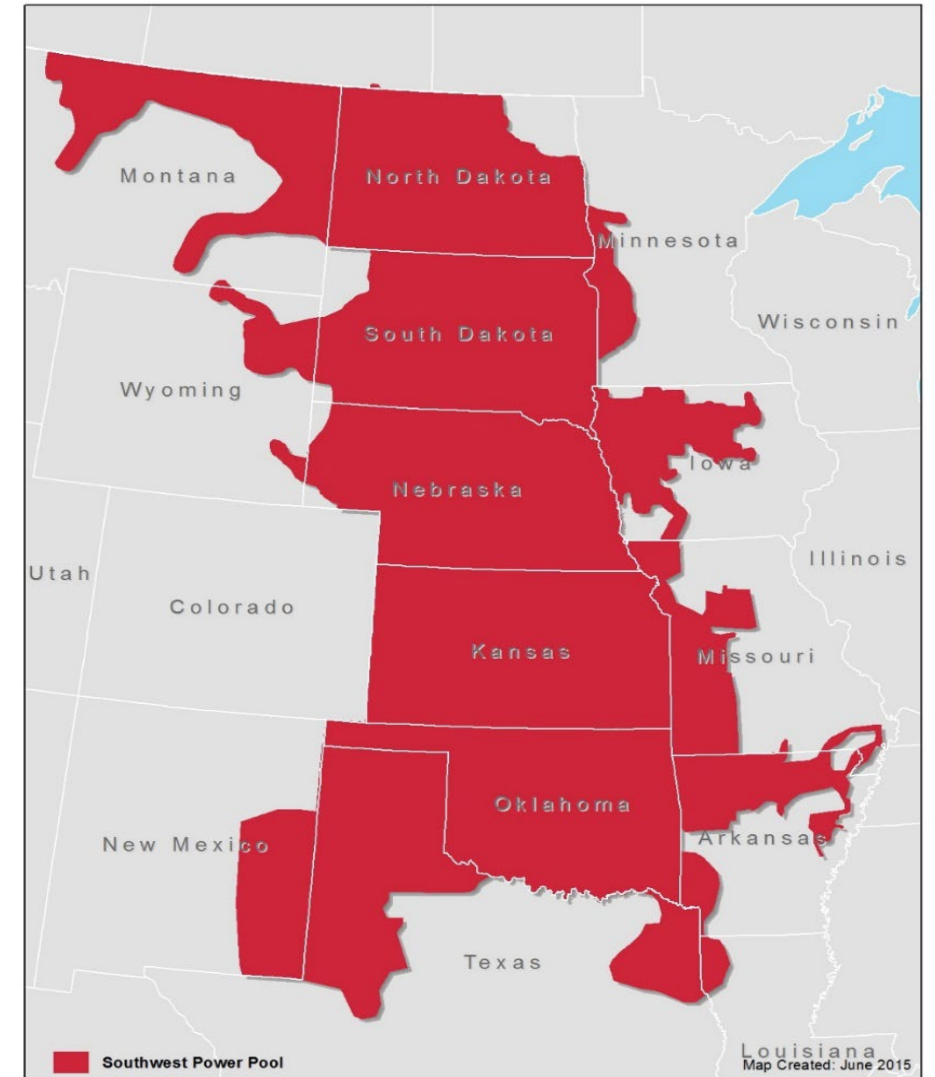 Montana
North Dakota
Minnesota
South Dakota
Wisconsin
Wyoming
Iowa
Nebraska
Illinois
Utah
Colorado
Kansas
Missouri
Oklahoma
New Mexico
Arkansas
Texas
Louisiana
Southwest Power Pool
Map Created: June 2015